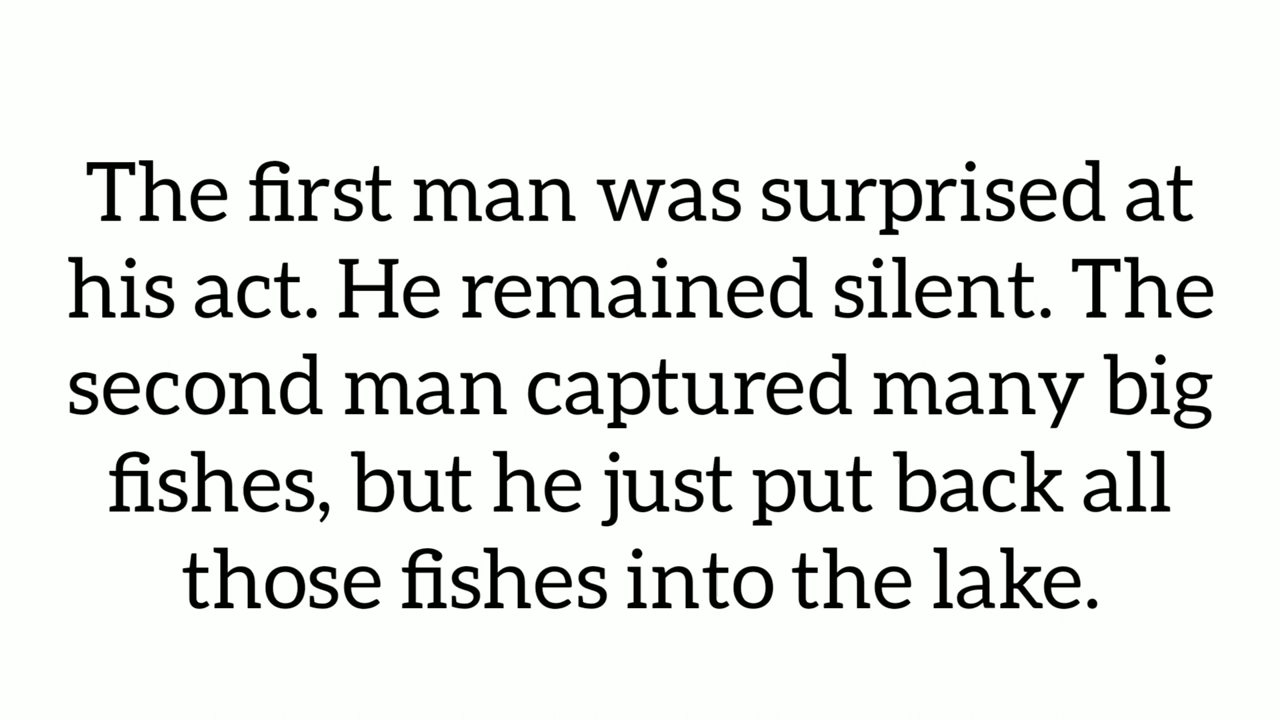 The first man was surprised at
his act. He remained silent. The
second man captured many big
fishes, but he just put back all
those fishes into the lake.